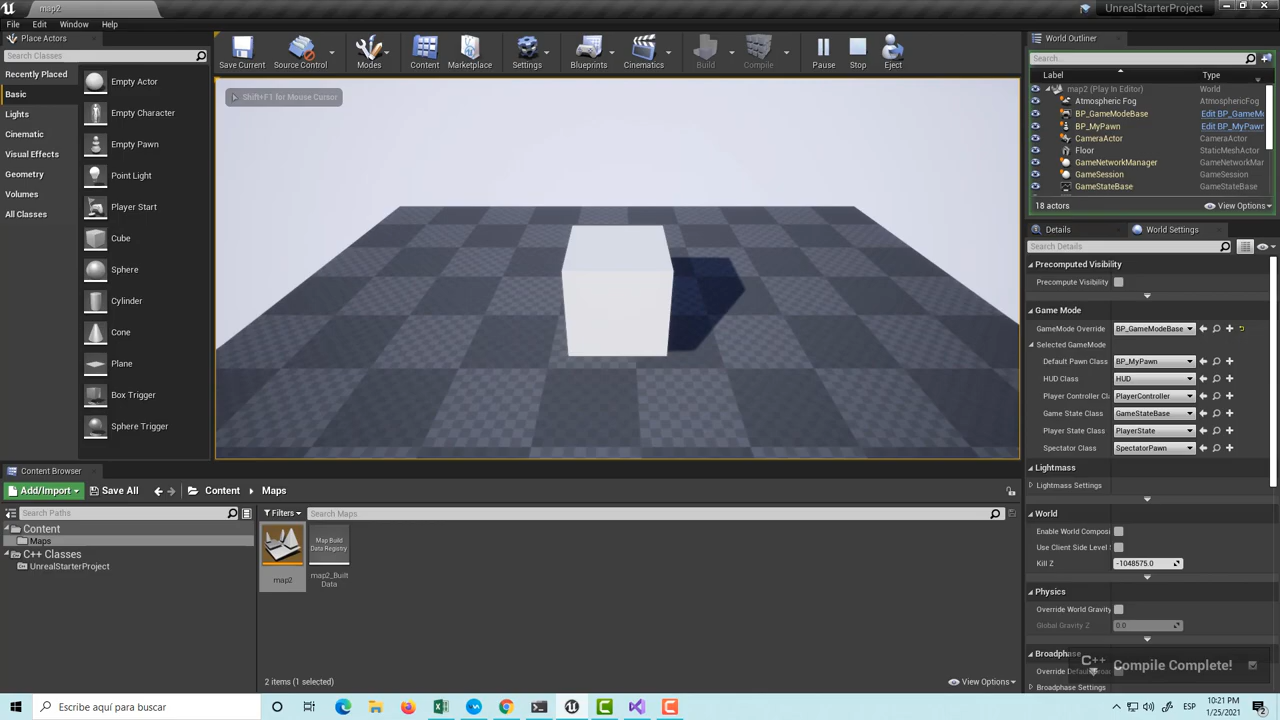 map2
UnrealStarterProject
File Edit Window Help
Place Actors
Search Classes
Recently Placed
Basic
Lights
Cinematic
Visual Effects
Geometry
Volumes
All Classes
Empty Actor
Empty Character
Empty Pawn
Point Light
Player Start
Cube
Sphere
Cylinder
Cone
Plane
Box Trigger
Sphere Trigger
Save Current Source Control Modes Content Marketplace Settings Blueprints Cinematics Build Compile Pause Stop Eject
Shift+F1 for Mouse Cursor
World Outliner
Search...
Label Type
map2 (Play In Editor) World
Atmospheric Fog AtmosphericFog
BP_GameModeBase Edit BP_GameMo
BP_MyPawn Edit BP_MyPawn
CameraActor CameraActor
Floor StaticMeshActor
GameNetworkManager GameNetworkMar
GameSession GameSession
GameStateBase GameStateBase
18 actors View Options
Details World Settings
Search Details
Precomputed Visibility
Precompute Visibility
Game Mode
GameMode Override BP_GameModeBase
Selected GameMode
Default Pawn Class BP_MyPawn
HUD Class HUD
Player Controller Cl PlayerController
Game State Class GameStateBase
Player State Class PlayerState
Spectator Class SpectatorPawn
Lightmass
Lightmass Settings
World
Enable World Composi
Use Client Side Level
Kill Z -1048575.0
Physics
Override World Gravity
Global Gravity Z 0.0
Broadphase
Broadphase Settings
C++ Compile Complete!
Content Browser
Add/Import Save All Content Maps
Search Paths
Content
Maps
C++ Classes
UnrealStarterProject
Filters Search Maps
map2
Map Build
Data Registry
map2_Built
Data
2 items (1 selected) View Options
Escribe aquí para buscar
ESP
10:21 PM
1/25/2021
2